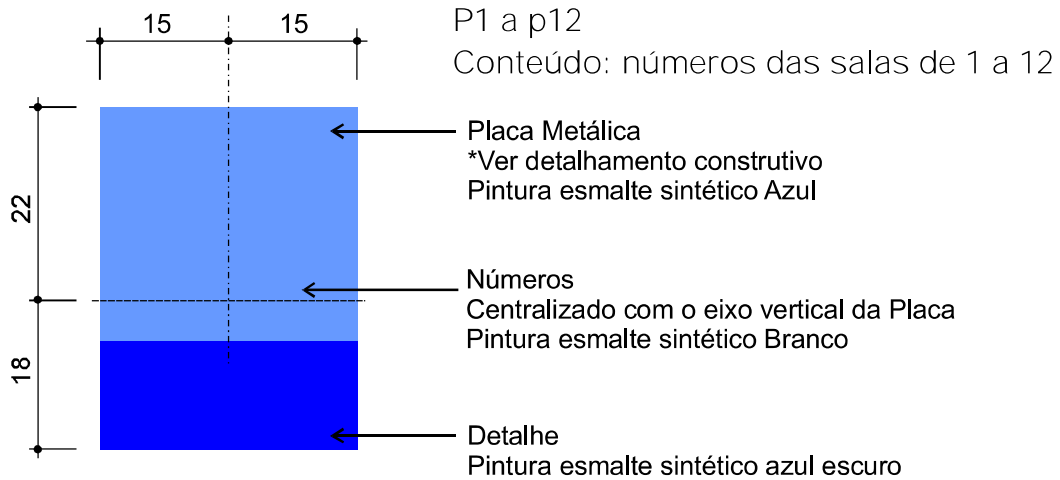 15
15
P1 a p12
Conteúdo: números das salas de 1 a 12
Placa Metálica
*Ver detalhamento construtivo
Pintura esmalte sintético Azul
22
Números
Centralizado com o eixo vertical da Placa
Pintura esmalte sintético Branco
18
Detalhe
Pintura esmalte sintético azul escuro